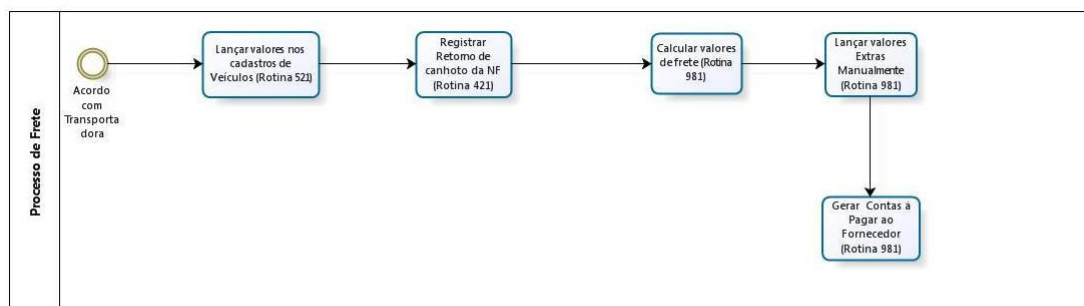 Processo de Frete
Acordo
com
Transporta
dora
Lançar valores nos
cadastros de
Veículos (Rotina 521)
Registrar
Retorno de
canhoto da NF
(Rotina 421)
Calcular valores
de frete (Rotina
981)
Lançar valores
Extras
Manualmente
(Rotina 981)
Gerar Contas á
Pagar ao
Fornecedor
(Rotina 981)